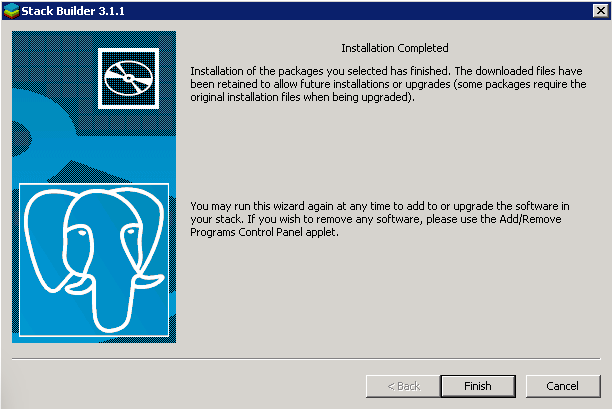 Stack Builder 3.1.1
Installation Completed
Installation of the packages you selected has finished. The downloaded files have
been retained to allow future installations or upgrades (some packages require the
original installation files when being upgraded).
You may run this wizard again at any time to add to or upgrade the software in
your stack. If you wish to remove any software, please use the Add/Remove
Programs Control Panel applet.
< Back
Finish
Cancel